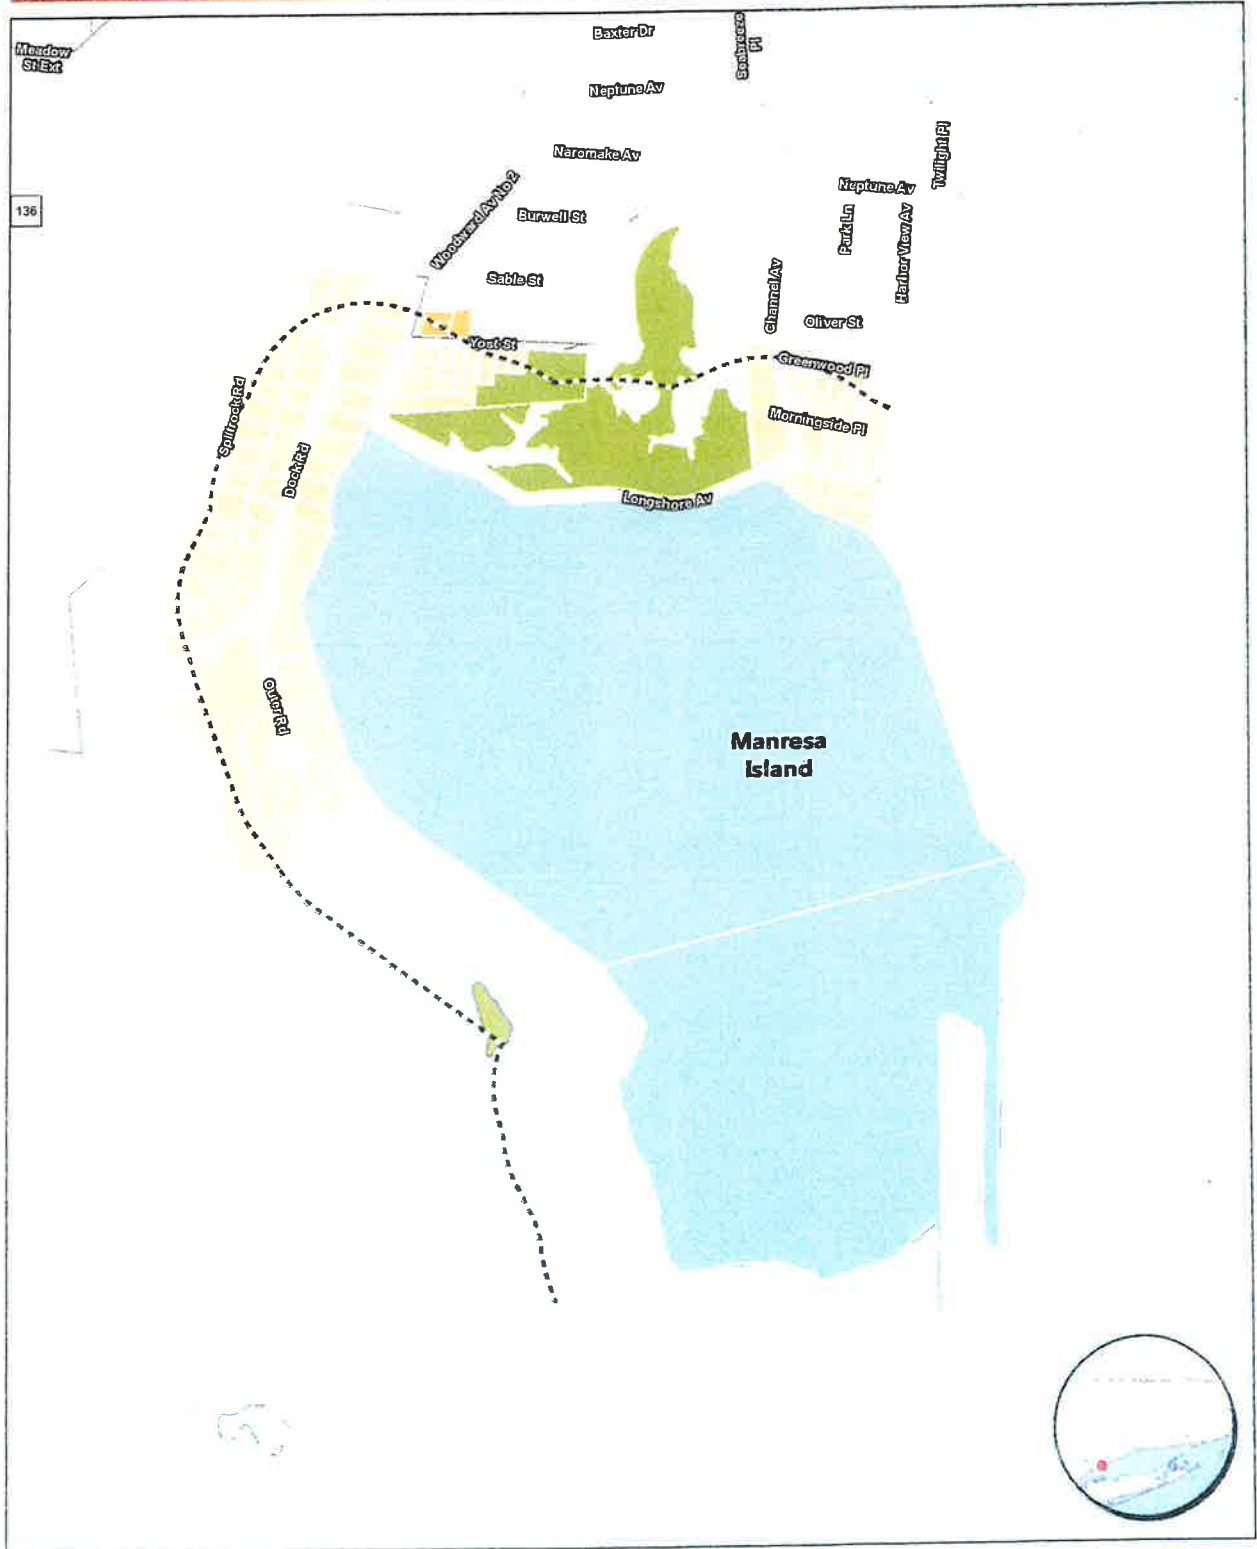 Baxter Dr
Seabreeze
Pl
Meadow
St Ext
Neptune Av
Naromake Av
Twilight Pl
Neptune Av
136
Woodward Av No 2
Burwell St
Park Ln
Harbor View Av
Sable St
Channel Av
Oliver St
Yost St
Greenwood Pl
Splitrock Rd
Morningside Pl
Dock Rd
Longshore Av
Outer Rd
Manresa
Island